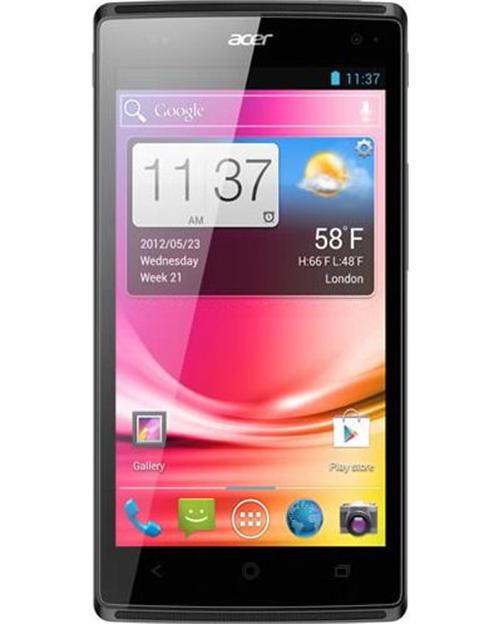 acer
11:37
Google
11 37
AM
2012/05/23
Wednesday
Week 21
58°F
H:66°F L:48°F
London
Gallery
Play store